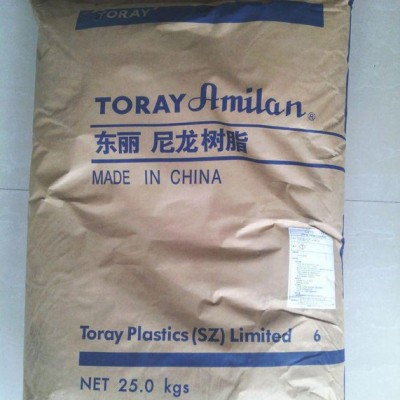 "TORAY"
TORAY Amilan®
东丽 尼龙树脂
MADE IN CHINA
Toray Plastics (SZ) Limited 6
NET 25.0 kgs